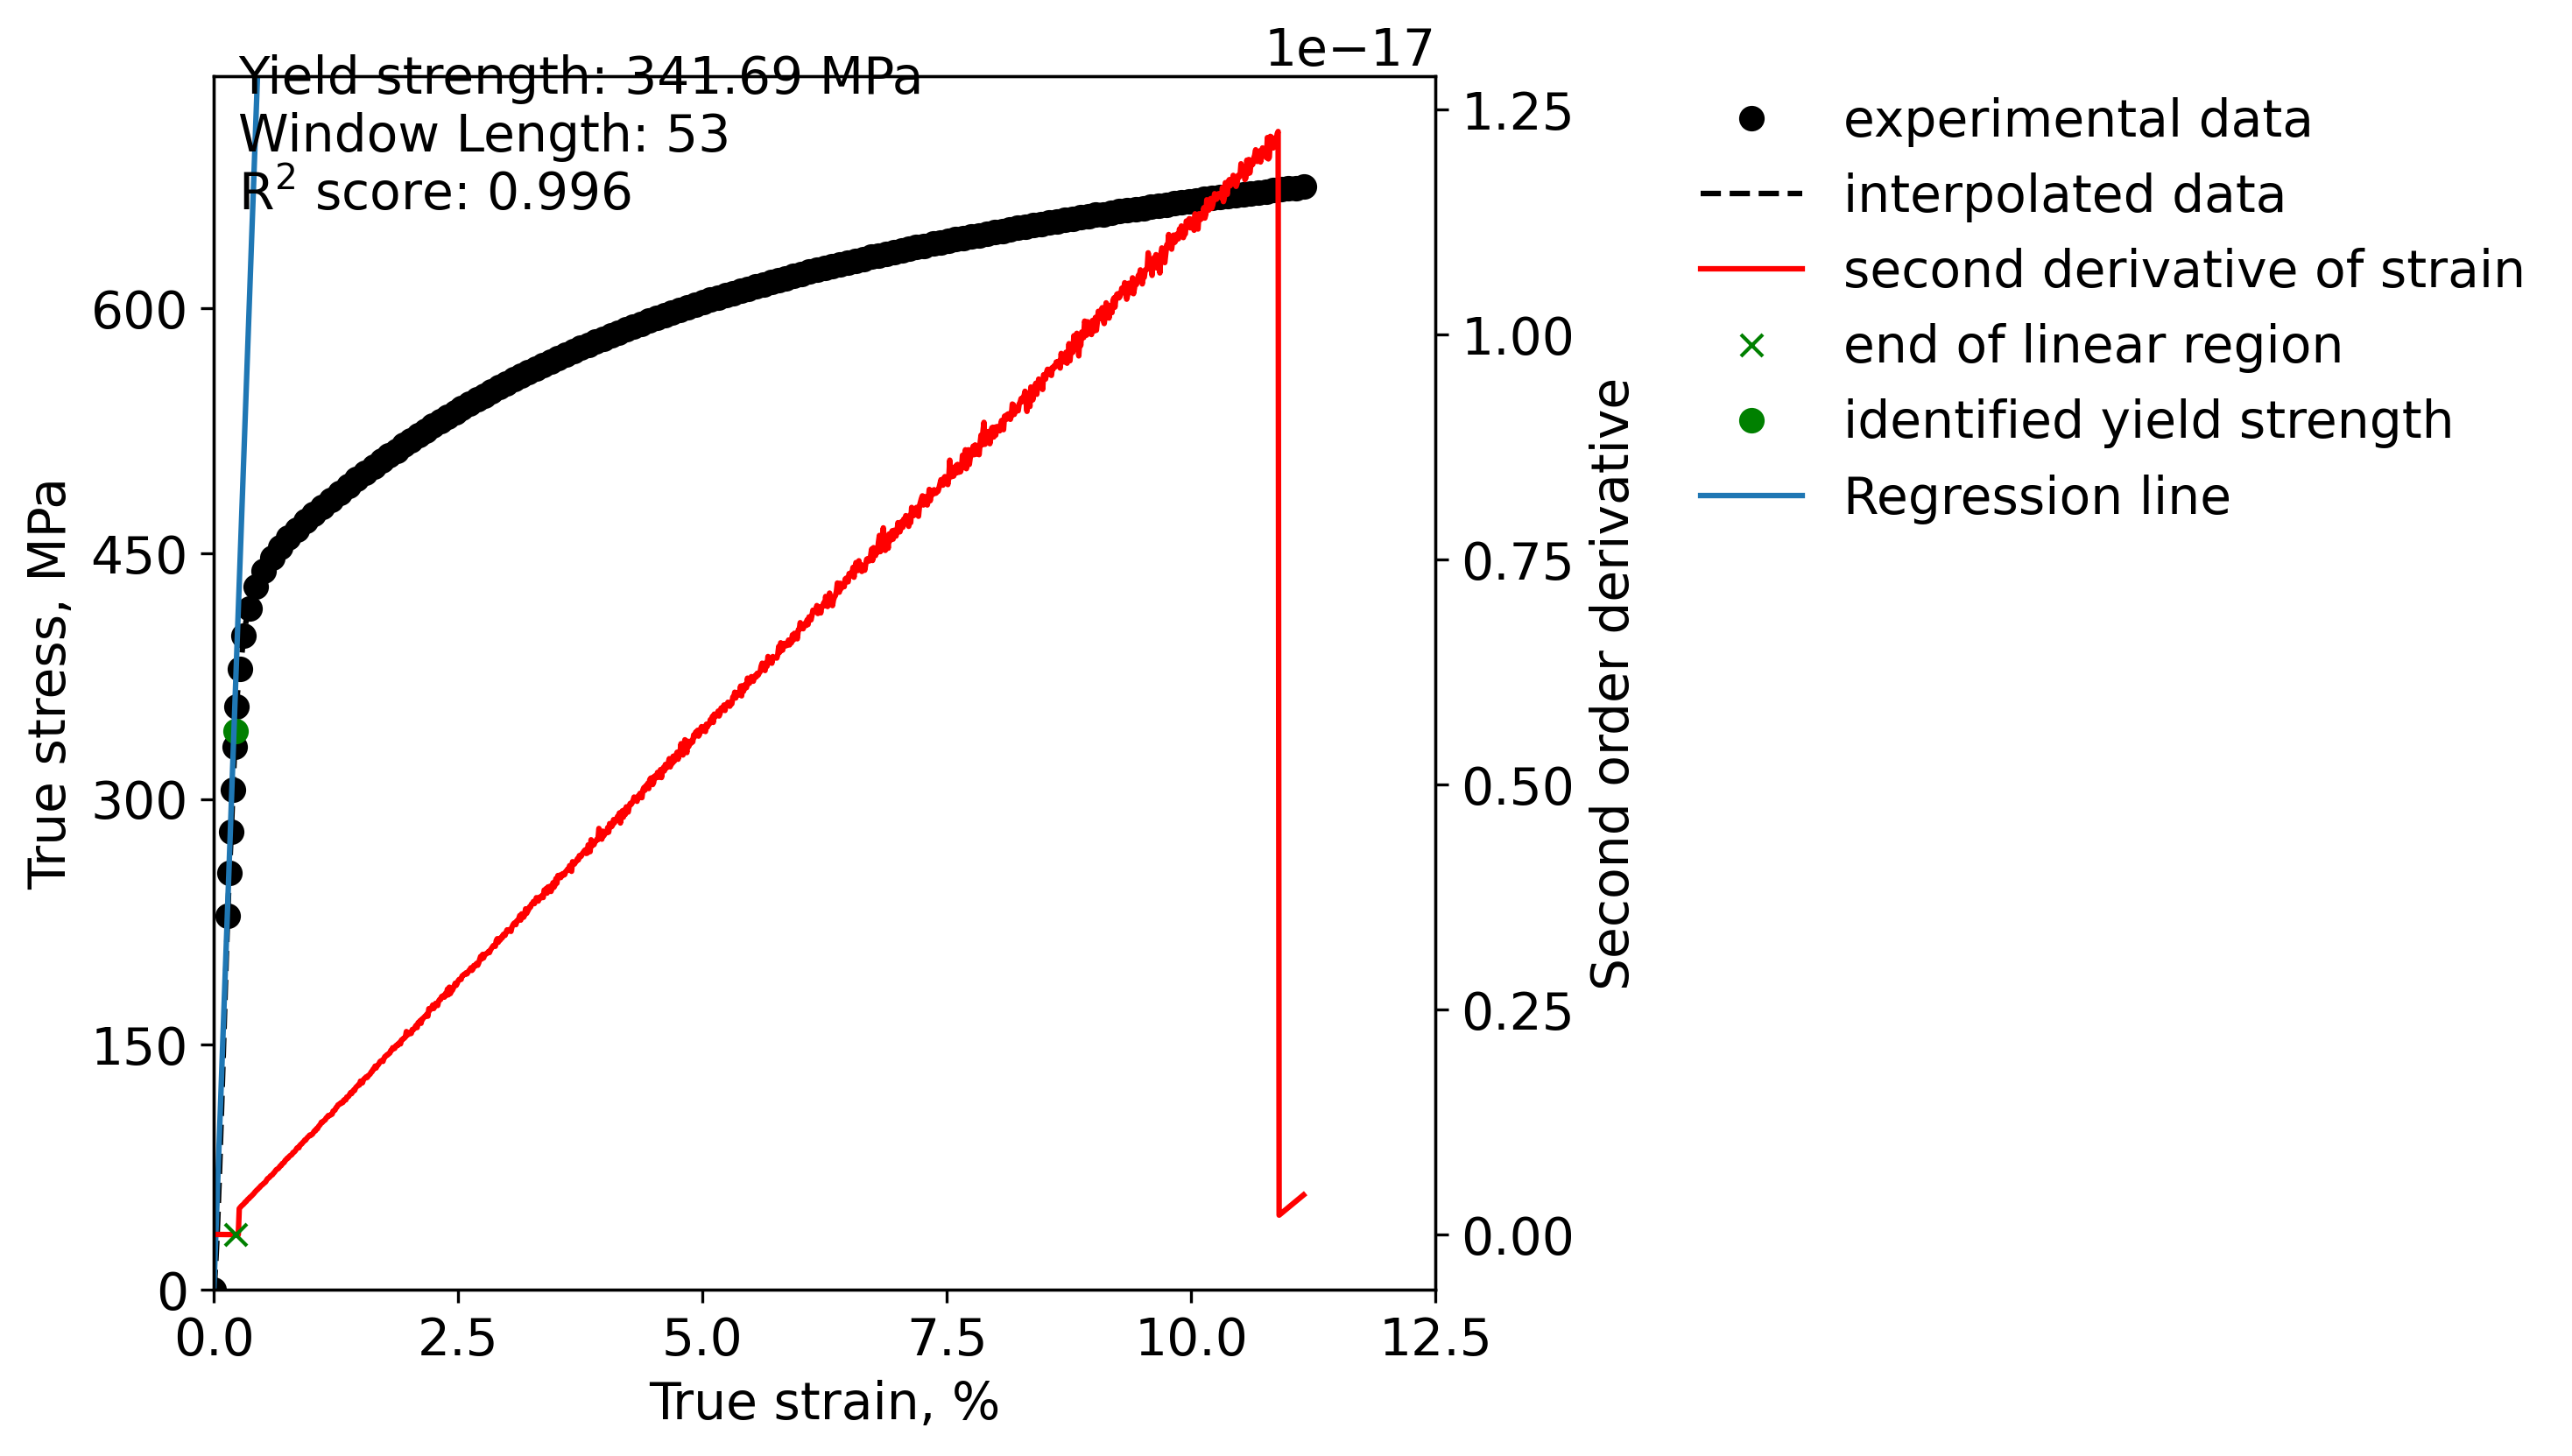 1e−17
Yield strength: 341.69 MPa
Window Length: 53
R² score: 0.996
True stress, MPa
600
450
300
150
0
0.0 2.5 5.0 7.5 10.0 12.5
True strain, %
1.25
1.00
0.75
0.50
0.25
0.00
Second order derivative
experimental data
interpolated data
second derivative of strain
end of linear region
identified yield strength
Regression line